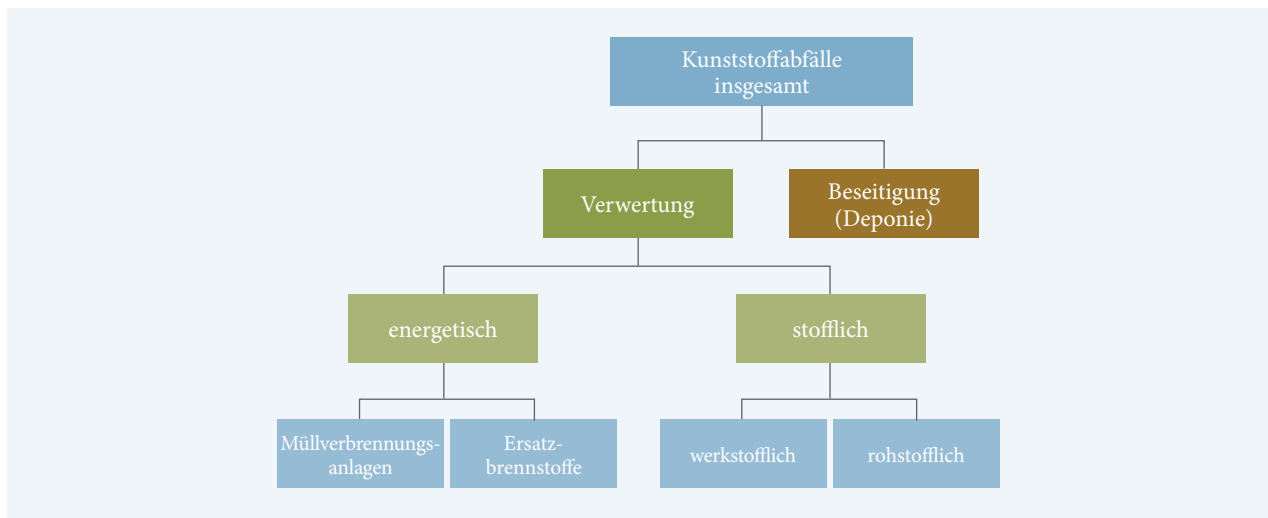 Kunststoffabfälle
insgesamt
Verwertung
Beseitigung
(Deponie)
energetisch
stofflich
Müllverbrennungs-
anlagen
Ersatz-
brennstoffe
werkstofflich
rohstofflich